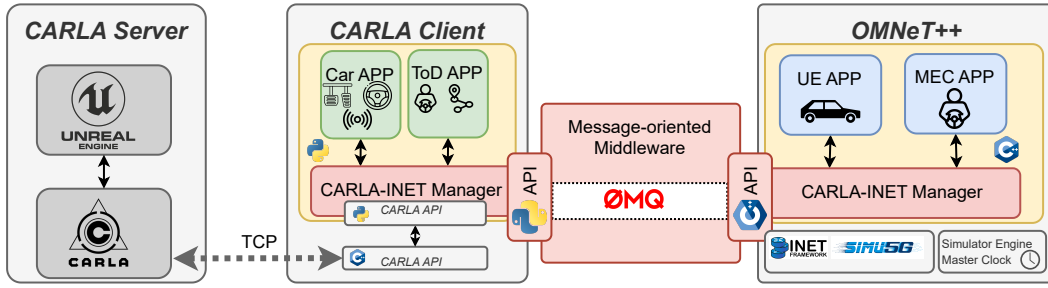 CARLA Server
UNREAL
ENGINE
CARLA
TCP
CARLA Client
Car APP
ToD APP
CARLA-INET Manager
CARLA API
CARLA API
API
Message-oriented
Middleware
ØMQ
API
OMNeT++
UE APP
MEC APP
C++
CARLA-INET Manager
INET
FRAMEWORK
SIMU5G
Simulator Engine
Master Clock